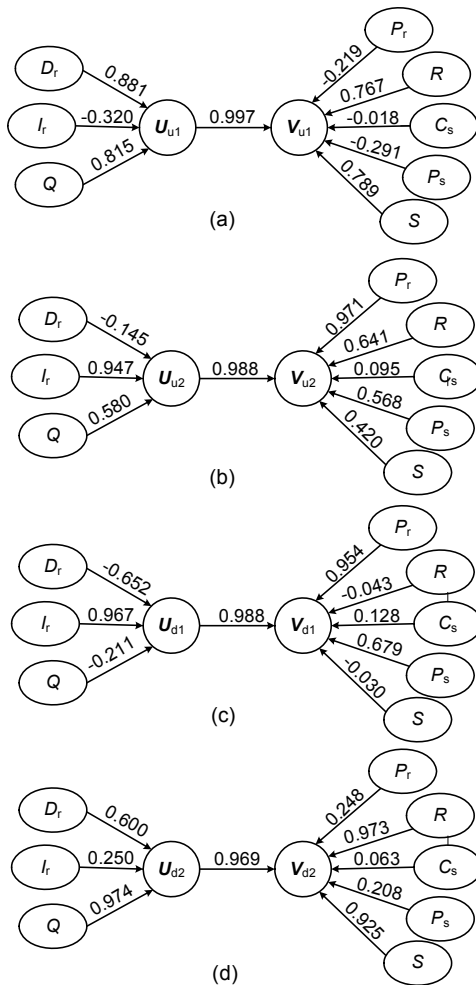 Pr
Dr
-0.219
R
0.881
0.767
Ir
-0.320
Uu1
0.997
Vu1
-0.018
Cs
0.815
-0.291
Q
Ps
0.789
S
(a)
Pr
Dr
0.971
R
-0.145
0.641
Ir
0.947
Uu2
0.988
Vu2
0.095
Crs
0.580
0.568
Q
Ps
0.420
S
(b)
Pr
Dr
0.954
R
-0.652
-0.043
Ir
0.967
Ud1
0.988
Vd1
0.128
Cs
-0.211
0.679
Q
Ps
-0.030
S
(c)
Pr
Dr
0.248
R
0.600
0.973
Ir
0.250
Ud2
0.969
Vd2
0.063
Cs
0.974
0.208
Q
Ps
0.925
S
(d)